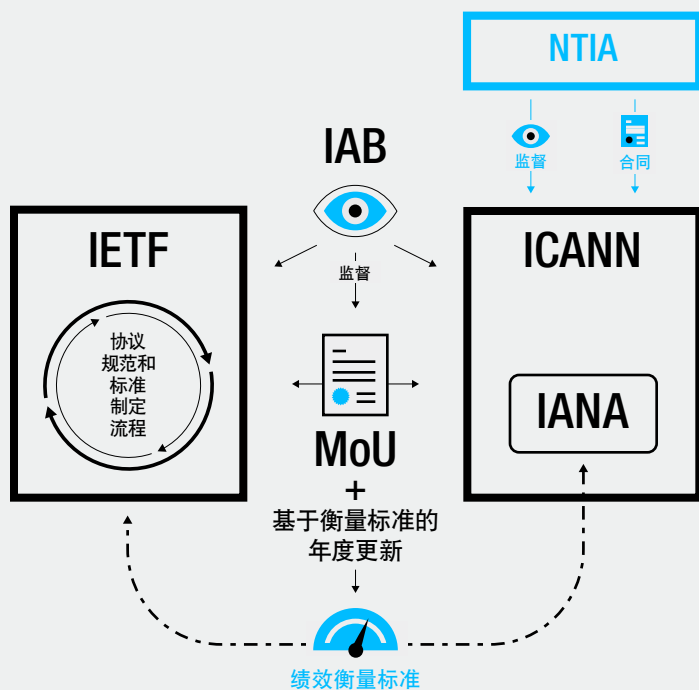 NTIA
监督
合同
IAB
监督
IETF
协议
规范和
标准
制定
流程
ICANN
IANA
MoU
+
基于衡量标准的
年度更新
绩效衡量标准